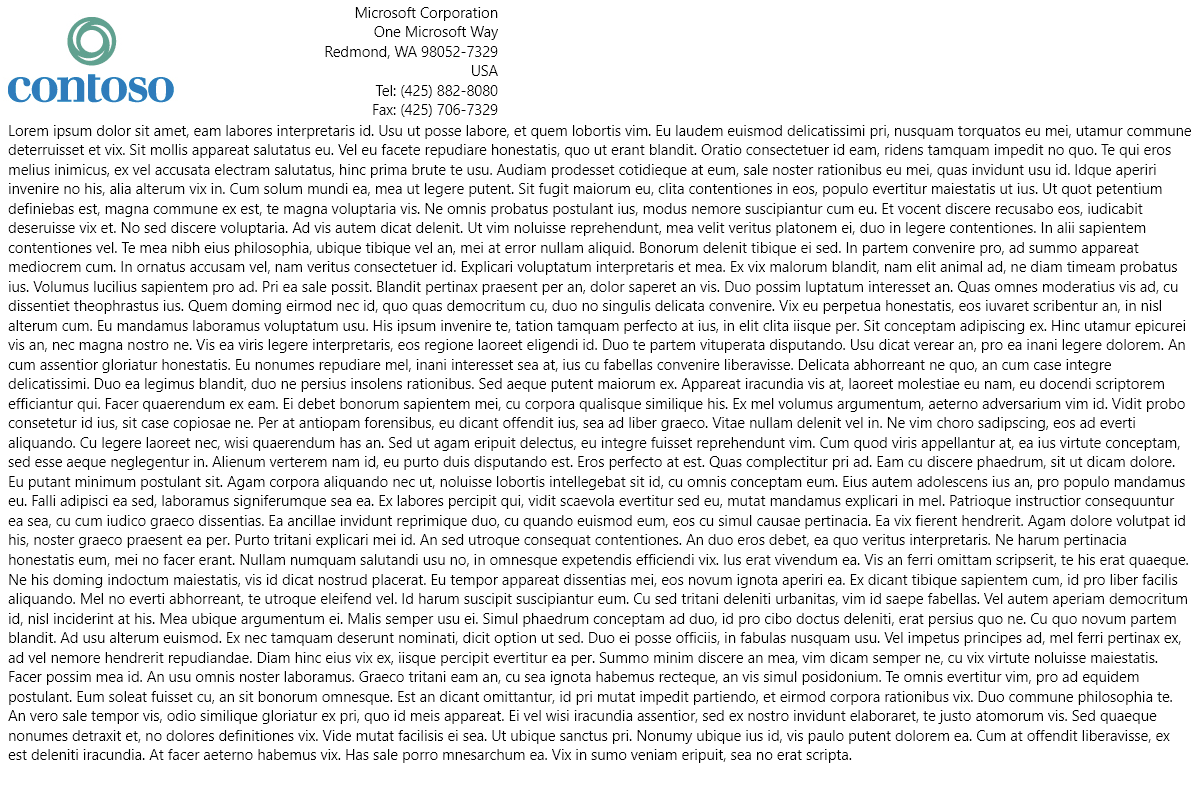 contoso
Microsoft Corporation
One Microsoft Way
Redmond, WA 98052-7329
USA
Tel: (425) 882-8080
Fax: (425) 706-7329
Lorem ipsum dolor sit amet, eam labores interpretaris id. Usu ut posse labore, et quem lobortis vim. Eu laudem euismod delicatissimi pri, nusquam torquatos eu mei, utamur commune
deterruisset et vix. Sit mollis appareat salutatus eu. Vel eu facete repudiare honestatis, quo ut erant blandit. Oratio consectetuer id eam, ridens tamquam impedit no quo. Te qui eros
melius inimicus, ex vel accusata electram salutatus, hinc prima brute te usu. Audiam prodesset cotidieque at eum, sale noster rationibus eu mei, quas invidunt usu id. Idque aperiri
invenire no his, alia alterum vix in. Cum solum mundi ea, mea ut legere putent. Sit fugit maiorum eu, clita contentiones in eos, populo evertitur maiestatis ut ius. Ut quot petentium
definiebas est, magna commune ex est, te magna voluptaria vis. Ne omnis probatus postulant ius, modus nemore suscipiantur cum eu. Et vocent discere recusabo eos, iudicabit
deseruisse vix et. No sed discere voluptaria. Ad vis autem dicat delenit. Ut vim noluisse reprehendunt, mea velit veritus platonem ei, duo in legere contentiones. In alii sapientem
contentiones vel. Te mea nibh eius philosophia, ubique tibique vel an, mei at error nullam aliquid. Bonorum delenit tibique ei sed. In partem convenire pro, ad summo appareat
mediocrem cum. In ornatus accusam vel, nam veritus consectetuer id. Explicari voluptatum interpretaris et mea. Ex vix malorum blandit, nam elit animal ad, ne diam timeam probatus
ius. Volumus lucilius sapientem pro ad. Pri ea sale possit. Blandit pertinax praesent per an, dolor saperet an vis. Duo possim luptatum interesset an. Quas omnes moderatius vis ad, cu
dissentiet theophrastus ius. Quem doming eirmod nec id, quo quas democritum cu, duo no singulis delicata convenire. Vix eu perpetua honestatis, eos iuvaret scribentur an, in nisl
alterum cum. Eu mandamus laboramus voluptatum usu. His ipsum invenire te, tation tamquam perfecto at ius, in elit clita iisque per. Sit conceptam adipiscing ex. Hinc utamur epicurei
vis an, nec magna nostro ne. Vis ea viris legere interpretaris, eos regione laoreet eligendi id. Duo te partem vituperata disputando. Usu dicat verear an, pro ea inani legere dolorem. An
cum assentior gloriatur honestatis. Eu nonumes repudiare mel, inani interesset sea at, ius cu fabellas convenire liberavisse. Delicata abhorreant ne quo, an cum case integre
delicatissimi. Duo ea legimus blandit, duo ne persius insolens rationibus. Sed aeque putent maiorum ex. Appareat iracundia vis at, laoreet molestiae eu nam, eu docendi scriptorem
efficiantur qui. Facer quaerendum ex eam. Ei debet bonorum sapientem mei, cu corpora qualisque similique his. Ex mel volumus argumentum, aeterno adversarium vim id. Vidit probo
consetetur id ius, sit case copiosae ne. Per at antiopam forensibus, eu dicant offendit ius, sea ad liber graeco. Vitae nullam delenit vel in. Ne vim choro sadipscing, eos ad everti
aliquando. Cu legere laoreet nec, wisi quaerendum has an. Sed ut agam eripuit delectus, eu integre fuisset reprehendunt vim. Cum quod viris appellantur at, ea ius virtute conceptam,
sed esse aeque neglegentur in. Alienum verterem nam id, eu purto duis disputando est. Eros perfecto at est. Quas complectitur pri ad. Eam cu discere phaedrum, sit ut dicam dolore.
Eu putant minimum postulant sit. Agam corpora aliquando nec ut, noluisse lobortis intellegebat sit id, cu omnis conceptam eum. Eius autem adolescens ius an, pro populo mandamus
eu. Falli adipisci ea sed, laboramus signiferumque sea ea. Ex labores percipit qui, vidit scaevola evertitur sed eu, mutat mandamus explicari in mel. Patrioque instructior consequuntur
ea sea, cu cum iudico graeco dissentias. Ea ancillae invidunt reprimique duo, cu quando euismod eum, eos cu simul causae pertinacia. Ea vix fierent hendrerit. Agam dolore volutpat id
his, noster graeco praesent ea per. Purto tritani explicari mei id. An sed utroque consequat contentiones. An duo eros debet, ea quo veritus interpretaris. Ne harum pertinacia
honestatis eum, mei no facer erant. Nullam numquam salutandi usu no, in omnesque expetendis efficiendi vix. Ius erat vivendum ea. Vis an ferri omittam scripserit, te his erat quaeque.
Ne his doming indoctum maiestatis, vis id dicat nostrud placerat. Eu tempor appareat dissentias mei, eos novum ignota aperiri ea. Ex dicant tibique sapientem cum, id pro liber facilis
aliquando. Mel no everti abhorreant, te utroque eleifend vel. Id harum suscipit suscipiantur eum. Cu sed tritani deleniti urbanitas, vim id saepe fabellas. Vel autem aperiam democritum
id, nisl inciderint at his. Mea ubique argumentum ei. Malis semper usu ei. Simul phaedrum conceptam ad duo, id pro cibo doctus deleniti, erat persius quo ne. Cu quo novum partem
blandit. Ad usu alterum euismod. Ex nec tamquam deserunt nominati, dicit option ut sed. Duo ei posse officiis, in fabulas nusquam usu. Vel impetus principes ad, mel ferri pertinax ex,
ad vel nemore hendrerit repudiandae. Diam hinc eius vix ex, iisque percipit evertitur ea per. Summo minim discere an mea, vim dicam semper ne, cu vix virtute noluisse maiestatis.
Facer possim mea id. An usu omnis noster laboramus. Graeco tritani eam an, cu sea ignota habemus recteque, an vis simul posidonium. Te omnis evertitur vim, pro ad equidem
postulant. Eum soleat fuisset cu, an sit bonorum omnesque. Est an dicant omittantur, id pri mutat impedit partiendo, et eirmod corpora rationibus vix. Duo commune philosophia te.
An vero sale tempor vis, odio similique gloriatur ex pri, quo id meis appareat. Ei vel wisi iracundia assentior, sed ex nostro invidunt elaboraret, te justo atomorum vis. Sed quaeque
nonumes detraxit et, no dolores definitiones vix. Vide mutat facilisis ei sea. Ut ubique sanctus pri. Nonumy ubique ius id, vis paulo putent dolorem ea. Cum at offendit liberavisse, ex
est deleniti iracundia. At facer aeterno habemus vix. Has sale porro mnesarchum ea. Vix in sumo veniam eripuit, sea no erat scripta.